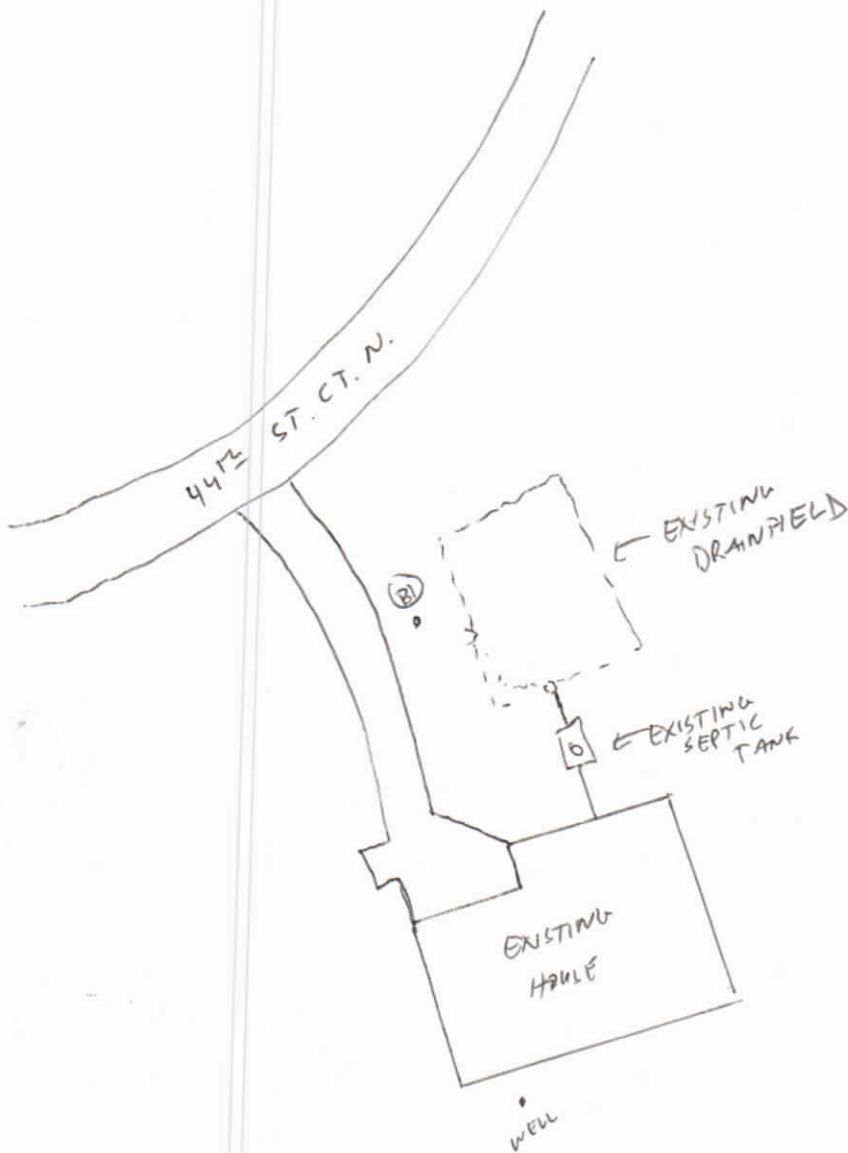 44TH ST. CT. N.
B1
EXISTING
DRAINFIELD
EXISTING
SEPTIC
TANK
EXISTING
HOUSE
WELL